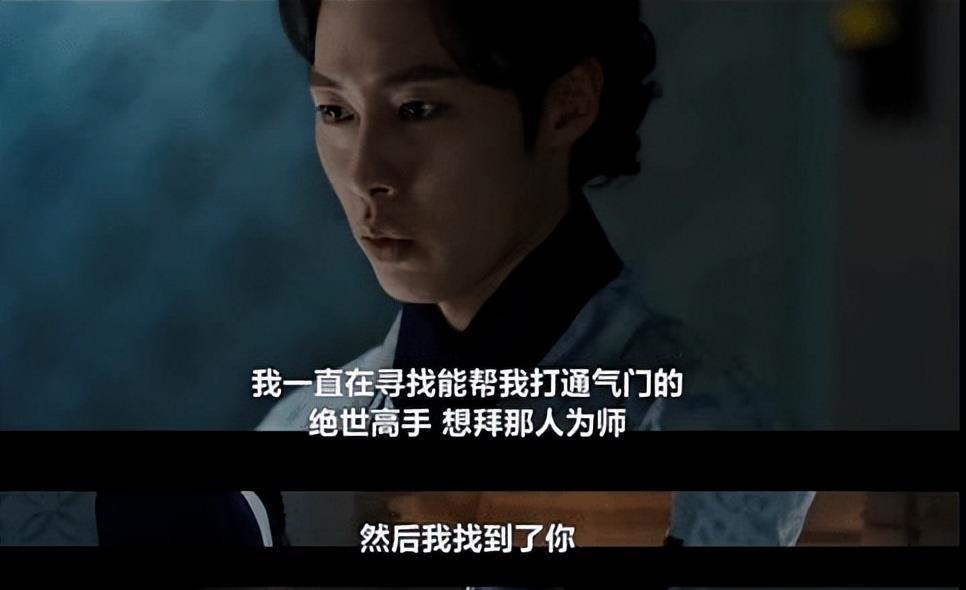 我一直在寻找能帮我打通气门的
绝世高手 想拜那人为师
然后我找到了你